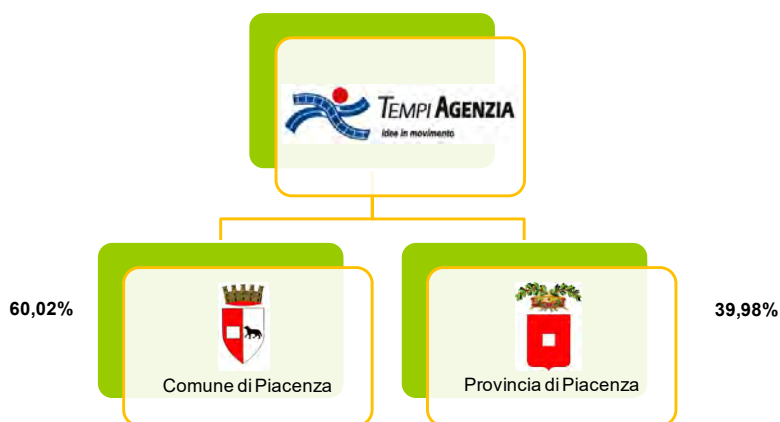 TEMPI AGENZIA
Idee in movimento
60,02%
Comune di Piacenza
Provincia di Piacenza
39,98%